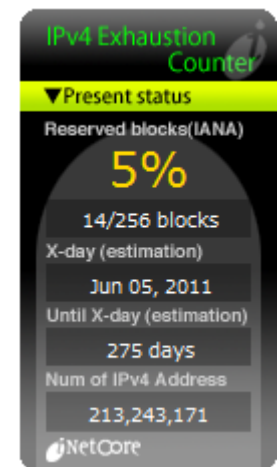 IPv4 Exhaustion
Counter
▼Present status
Reserved blocks(IANA)
5%
14/256 blocks
X-day (estimation)
Jun 05, 2011
Until X-day (estimation)
275 days
Num of IPv4 Address
213,243,171
iNetCore